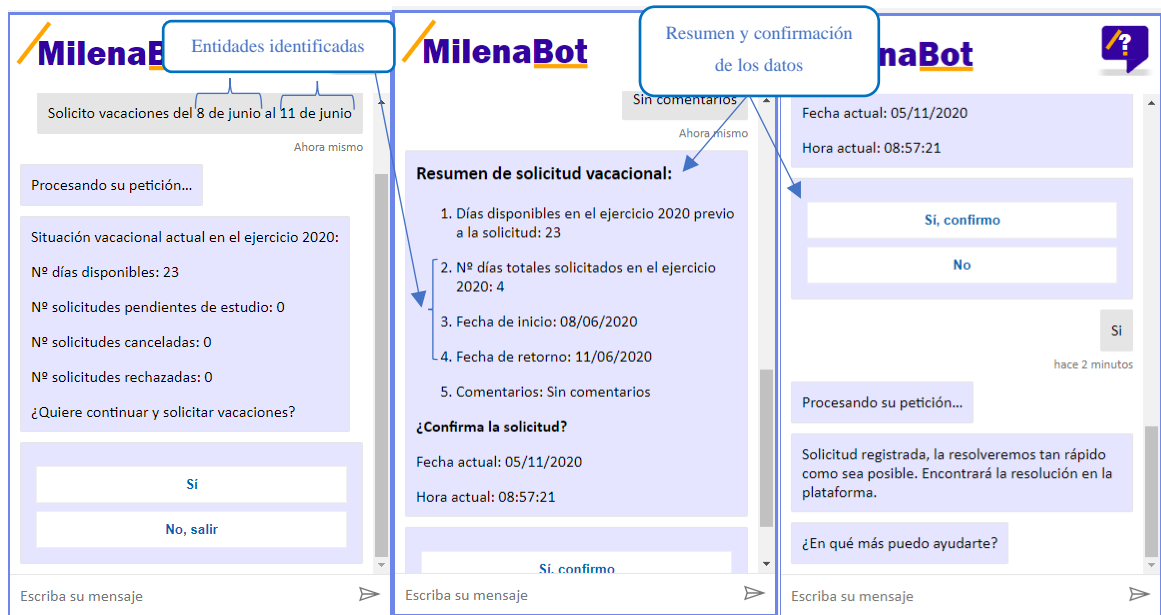 Entidades identificadas
Resumen y confirmación
de los datos
MilenaB
Solicito vacaciones del 8 de junio al 11 de junio
Ahora mismo
Procesando su petición...
Situación vacacional actual en el ejercicio 2020:
Nº días disponibles: 23
Nº solicitudes pendientes de estudio: 0
Nº solicitudes canceladas: 0
Nº solicitudes rechazadas: 0
¿Quiere continuar y solicitar vacaciones?
Sí
No, salir
Escriba su mensaje
MilenaBot
Sin comentarios
Ahora mismo
Resumen de solicitud vacacional:
1. Días disponibles en el ejercicio 2020 previo
a la solicitud: 23
2. Nº días totales solicitados en el ejercicio
2020: 4
3. Fecha de inicio: 08/06/2020
4. Fecha de retorno: 11/06/2020
5. Comentarios: Sin comentarios
¿Confirma la solicitud?
Fecha actual: 05/11/2020
Hora actual: 08:57:21
Sí, confirmo
Escriba su mensaje
naBot
/?
Fecha actual: 05/11/2020
Hora actual: 08:57:21
Sí, confirmo
No
Si
hace 2 minutos
Procesando su petición...
Solicitud registrada, la resolveremos tan rápido
como sea posible. Encontrará la resolución en la
plataforma.
¿En qué más puedo ayudarte?
Escriba su mensaje